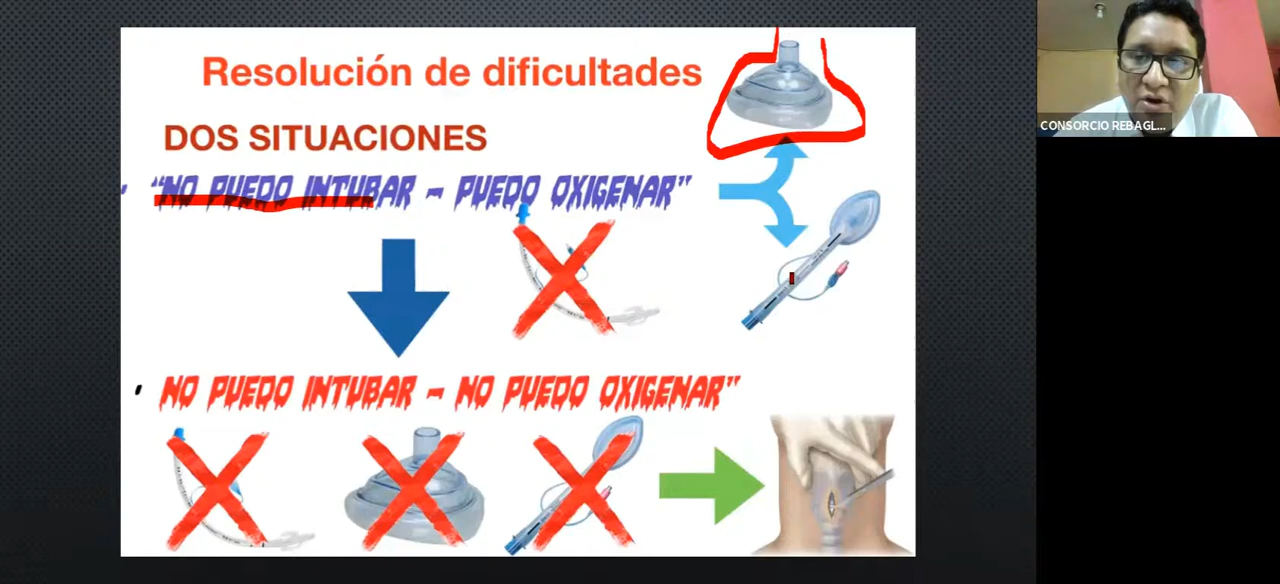 Resolución de dificultades
DOS SITUACIONES
"NO PUEDO INTUBAR - PUEDO OXIGENAR"
NO PUEDO INTUBAR - NO PUEDO OXIGENAR"
CONSORCIO REBAGL...